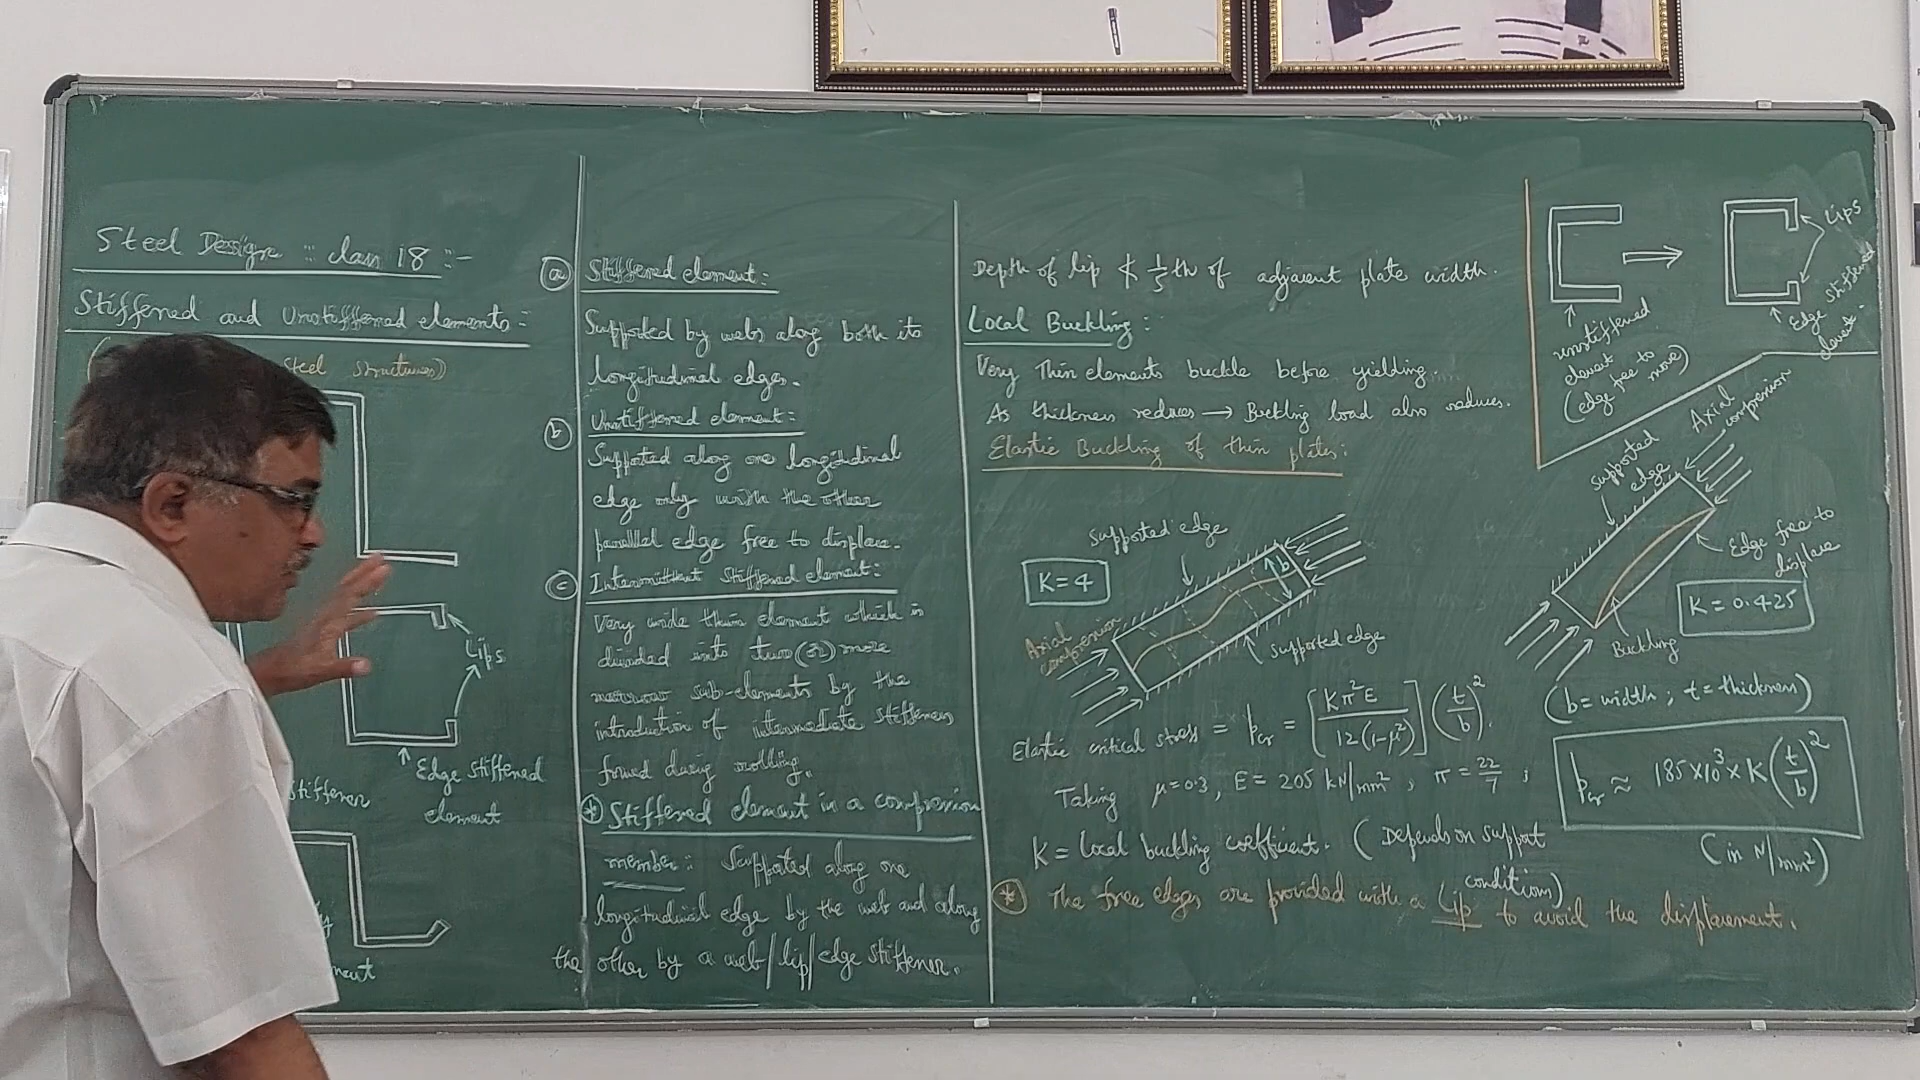 Steel Design :: class 18 :-
Stiffened and Unstiffened elements :-
Steel structures))
Lips
Edge stiffened
element
stiffener
(a) Stiffened element:
Supported by webs along both its
longitudinal edges.
(b) Unstiffened element:
Supported along one longitudinal
edge only with the other
parallel edge free to displace.
(c) Intermittent stiffened element:
Very wide thin element which is
divided into two (or) more
narrow sub-elements by the
introduction of intermediate stiffeners
formed during rolling.
(*) Stiffened element in a compression
member: Supported along one
longitudinal edge by the web and along
the other by a web/lip/edge stiffener.
Depth of lip ≮ 1/5 th of adjacent plate width.
Local Buckling:
Very thin elements buckle before yielding.
As thickness reduces → Buckling load also reduces.
Elastic Buckling of thin plates:
Supported edge
K = 4
b
Axial
compression
Supported edge
Elastic critical stress = pcr = [Kπ²E / 12(1-μ²)] (t/b)².
Taking μ=0.3, E = 205 kN/mm², π = 22/7 ;
K = local buckling coefficient. (Depends on support
conditions)
(*) The free edges are provided with a Lip to avoid the displacement.
unstiffened
element
(edge free to
move)
Lips
Edge stiffened
element.
Axial
compression
Supported
edge
Edge free to
displace
K = 0.425
Buckling
(b = width ; t = thickness)
pcr ≈ 185×10³ × K (t/b)²
(in N/mm²)